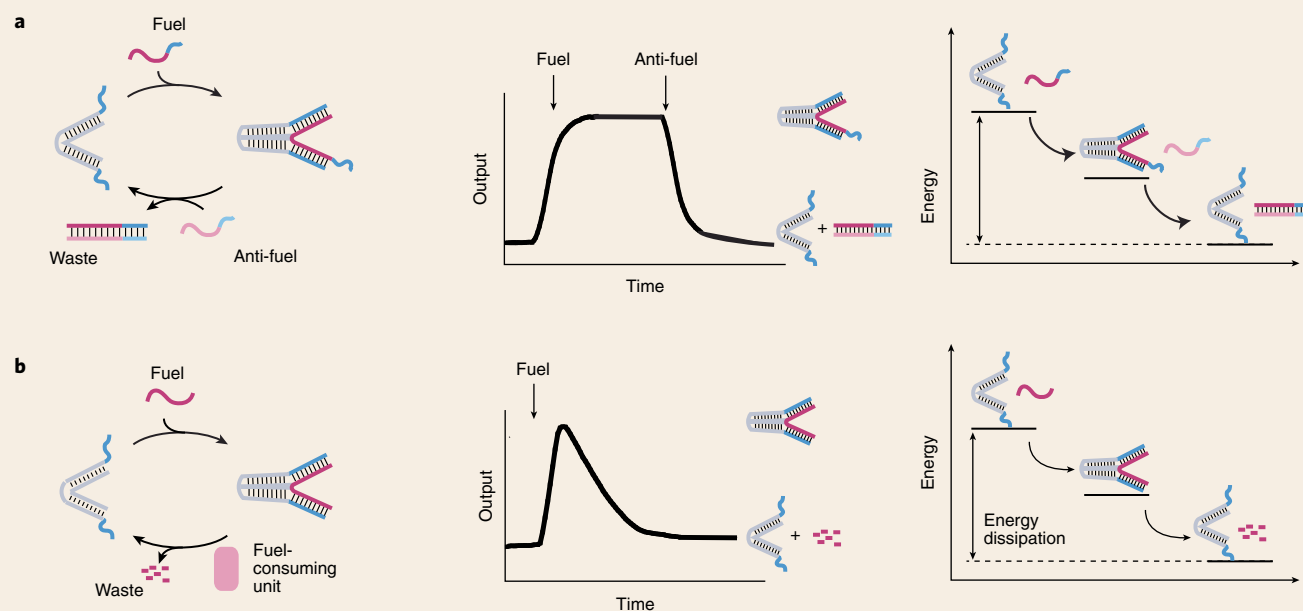 a
Fuel
Waste
Anti-fuel
Fuel
Anti-fuel
Output
+
Time
Energy
b
Fuel
Waste
Fuel-
consuming
unit
Fuel
Output
+
Time
Energy
Energy
dissipation